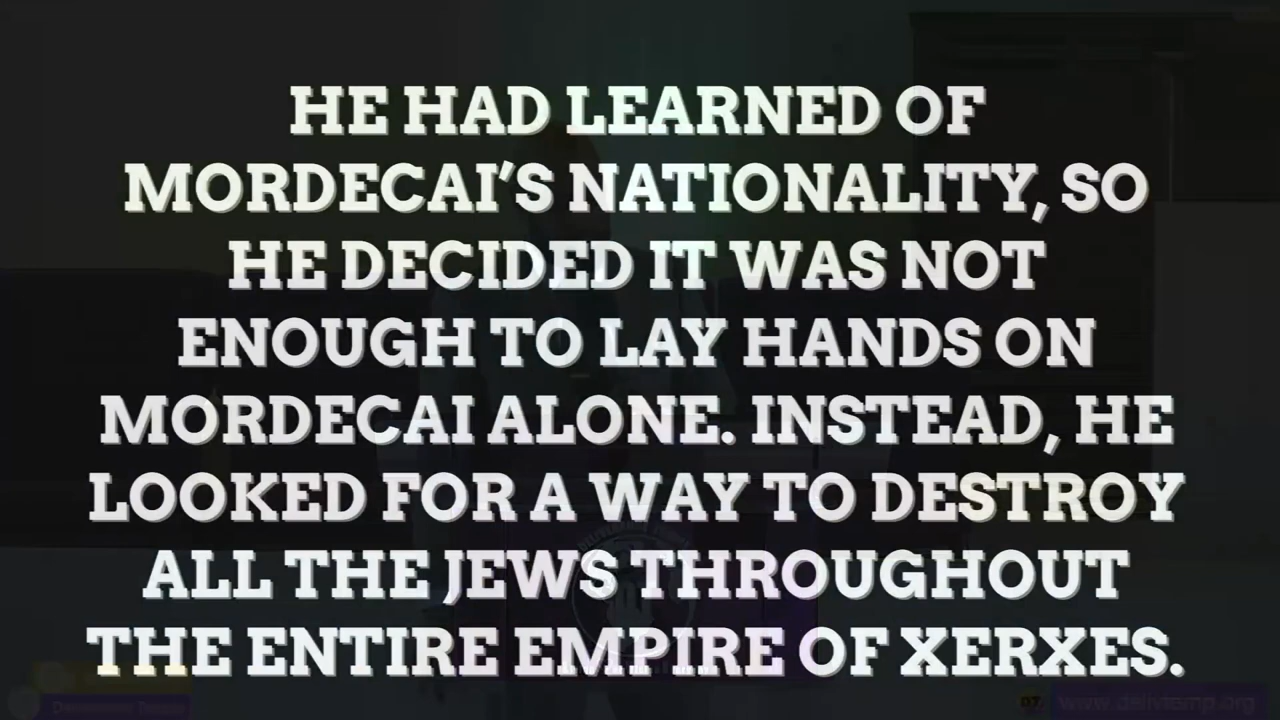 HE HAD LEARNED OF
MORDECAI'S NATIONALITY, SO
HE DECIDED IT WAS NOT
ENOUGH TO LAY HANDS ON
MORDECAI ALONE. INSTEAD, HE
LOOKED FOR A WAY TO DESTROY
ALL THE JEWS THROUGHOUT
THE ENTIRE EMPIRE OF XERXES.